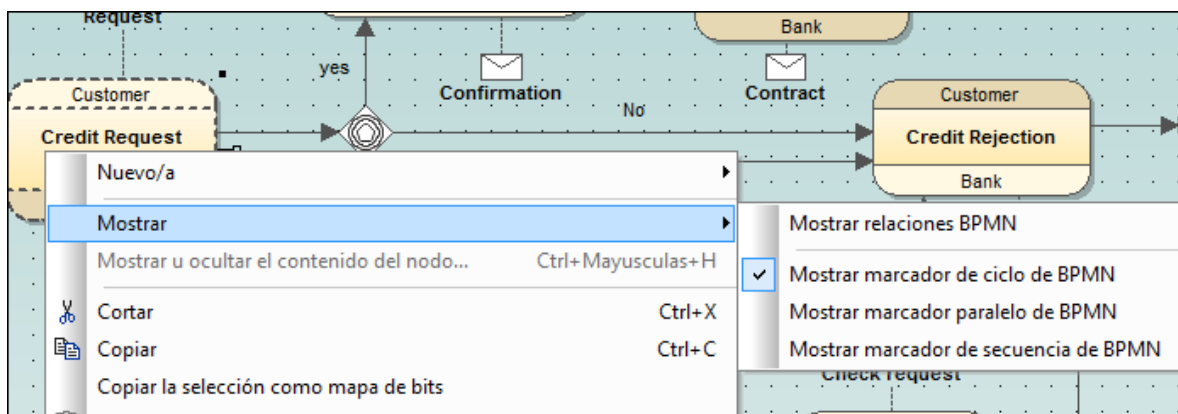 Request
Bank
yes
Customer
Confirmation
Contract
Customer
No
Credit Request
Credit Rejection
Bank
Nuevo/a
Mostrar
Mostrar relaciones BPMN
Mostrar u ocultar el contenido del nodo... Ctrl+Mayusculas+H
Mostrar marcador de ciclo de BPMN
Cortar Ctrl+X
Mostrar marcador paralelo de BPMN
Copiar Ctrl+C
Mostrar marcador de secuencia de BPMN
Check request
Copiar la selección como mapa de bits